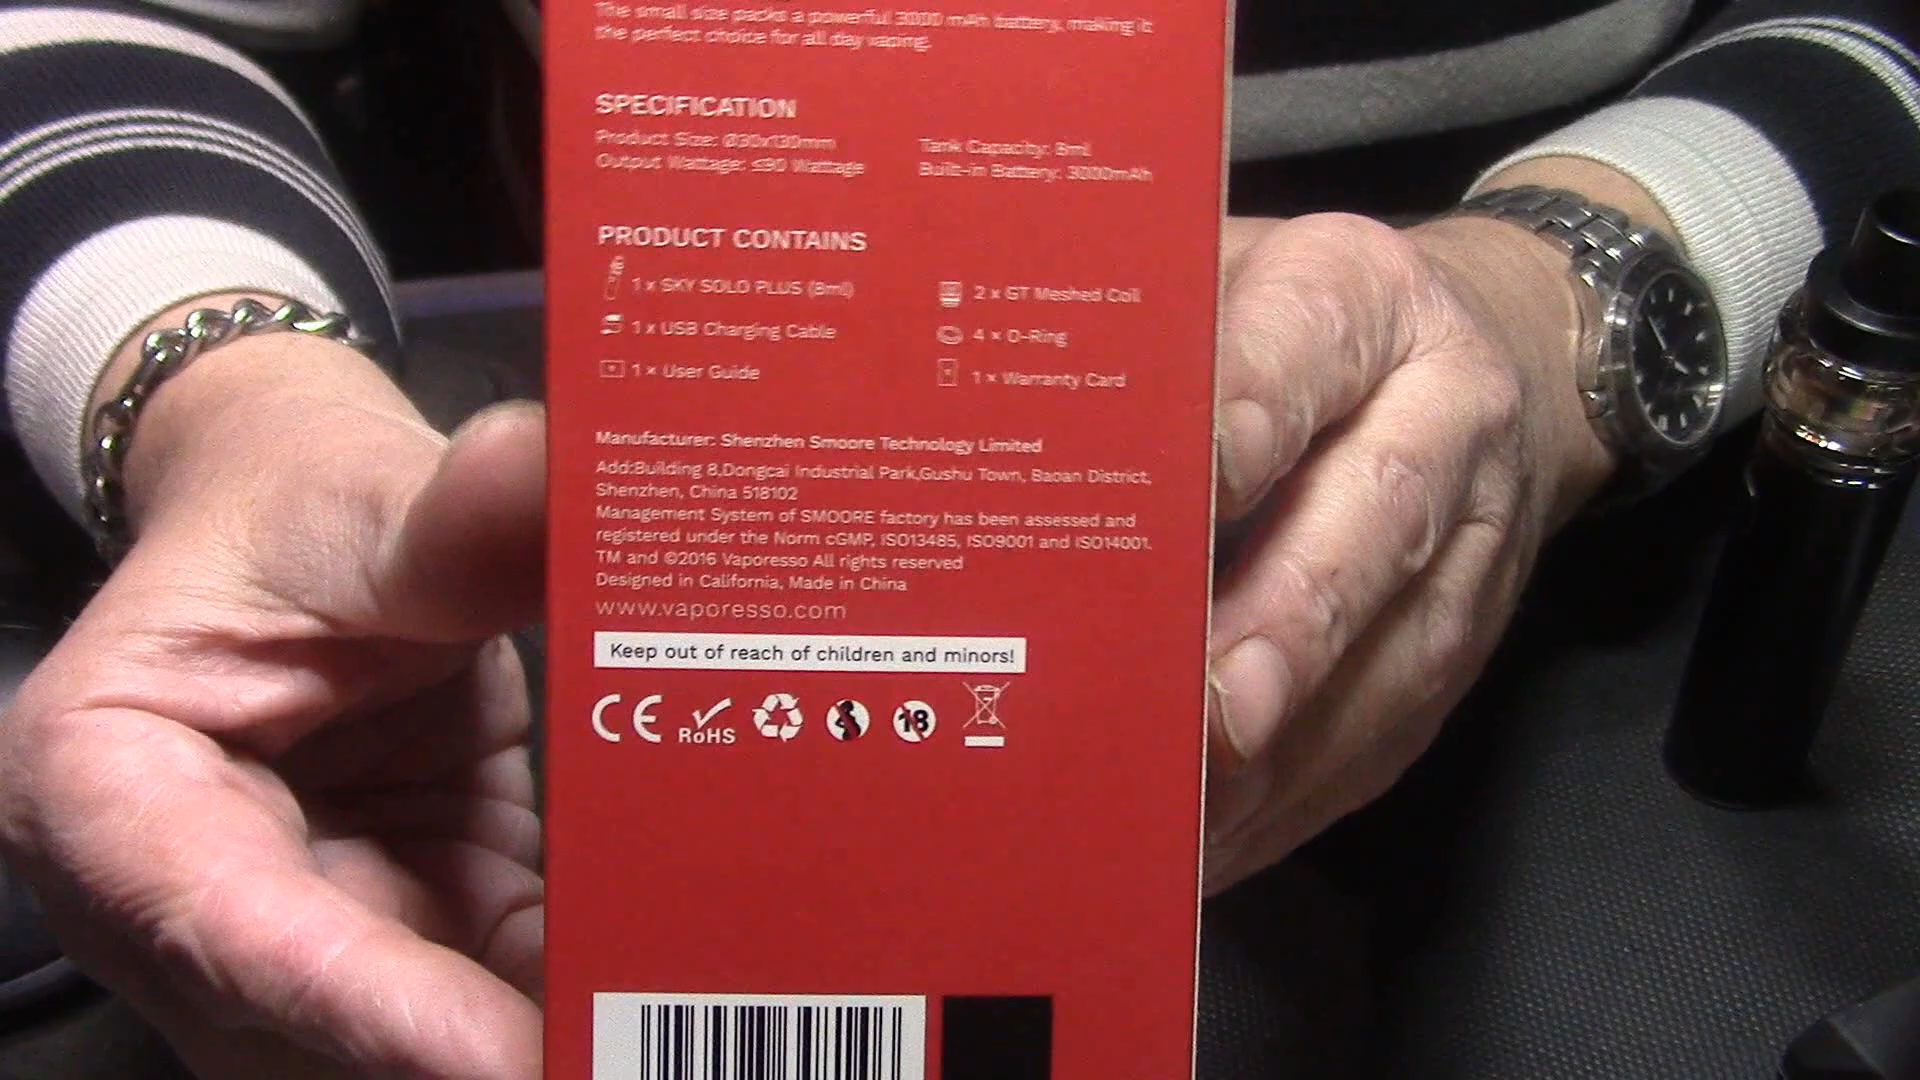 The small size packs a powerful 3000 mAh battery, making it
the perfect choice for all day vaping.
SPECIFICATION
Product Size: Ø30x130mm
Output Wattage: ≤90 Wattage
Tank Capacity: 8ml
Built-in Battery: 3000mAh
PRODUCT CONTAINS
1 x SKY SOLO PLUS (8ml)
1 x USB Charging Cable
1 x User Guide
2 x GT Meshed Coil
4 x O-Ring
1 x Warranty Card
Manufacturer: Shenzhen Smoore Technology Limited
Add:Building 8,Dongcai Industrial Park,Gushu Town, Baoan District,
Shenzhen, China 518102
Management System of SMOORE factory has been assessed and
registered under the Norm cGMP, ISO13485, ISO9001 and ISO14001.
TM and ©2016 Vaporesso All rights reserved
Designed in California, Made in China
www.vaporesso.com
Keep out of reach of children and minors!
CE RoHS 18